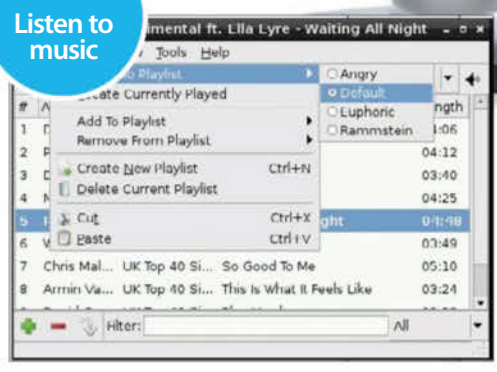 Listen to
music
imental ft. Ella Lyre - Waiting All Night
Tools Help
o Playlist
Angry
Currently Played
Default
ngth
Euphoric
Add To Playlist
Rammstein
Remove From Playlist
04:12
Create New Playlist Ctrl+N
03:40
Delete Current Playlist
04:25
Cut Ctrl+X
ght
Paste Ctrl+V
03:49
7 Chris Mal... UK Top 40 Si... So Good To Me 05:10
8 Armin Va... UK Top 40 Si... This Is What It Feels Like 03:24
Filter: All